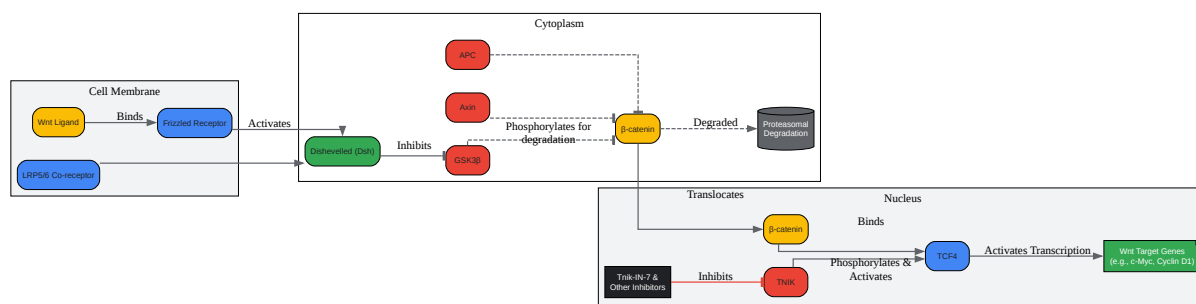 Cytoplasm
APC
Cell Membrane
Wnt Ligand
Binds
Frizzled Receptor
Activates
Axin
Phosphorylates for
degradation
β-catenin
Degraded
Proteasomal
Degradation
Dishevelled (Dsh)
Inhibits
GSK3β
LRP5/6 Co-receptor
Translocates
Nucleus
β-catenin
Binds
TCF4
Activates Transcription
Wnt Target Genes
(e.g., c-Myc, Cyclin D1)
Phosphorylates &
Activates
Tnik-IN-7 &
Other Inhibitors
Inhibits
TNIK